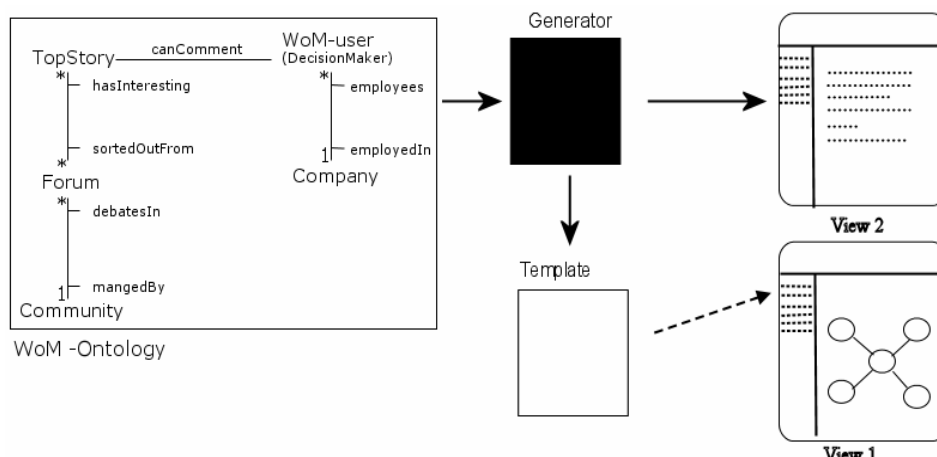 Generator
WoM-user
(DecisionMaker)
canComment
TopStory
*
*
hasInteresting
employees
sortedOutFrom
employedIn
*
1
Forum
Company
*
debatesIn
View 2
Template
1
mangedBy
Community
WoM -Ontology
View 1